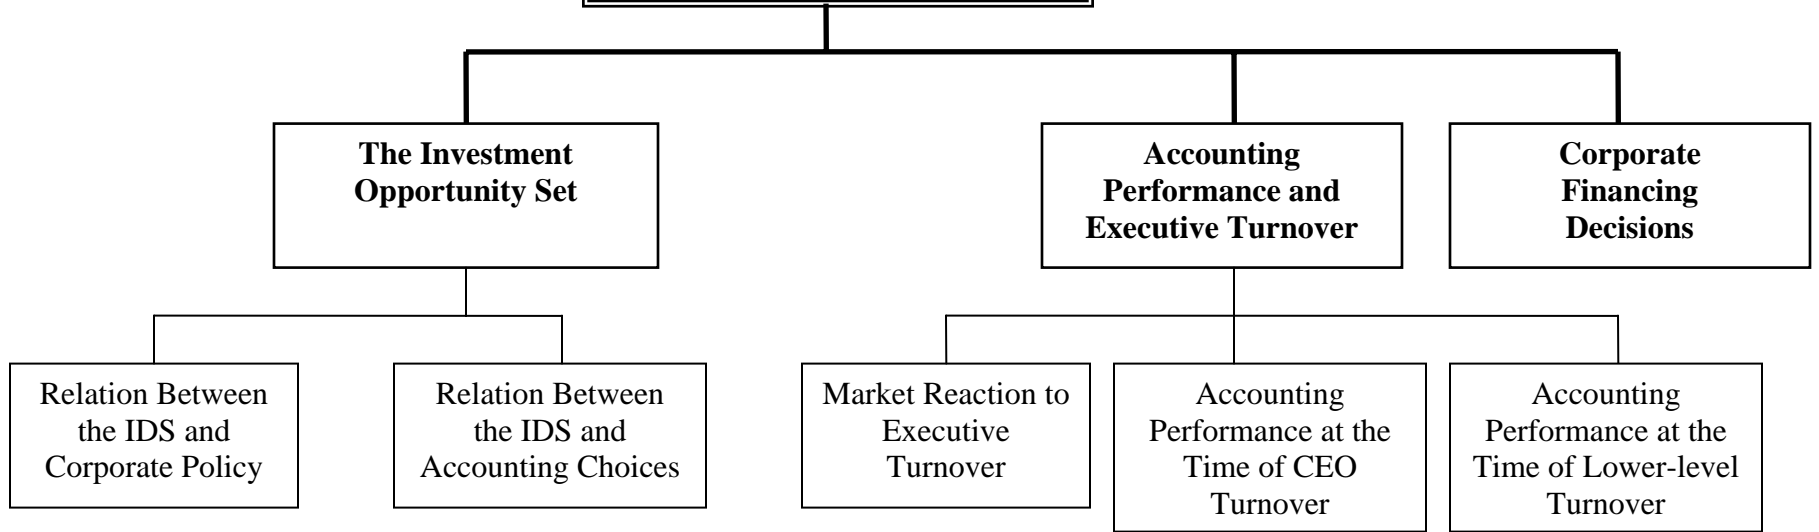 The Investment
Opportunity Set
Accounting
Performance and
Executive Turnover
Corporate
Financing
Decisions
Relation Between
the IDS and
Corporate Policy
Relation Between
the IDS and
Accounting Choices
Market Reaction to
Executive
Turnover
Accounting
Performance at the
Time of CEO
Turnover
Accounting
Performance at the
Time of Lower-level
Turnover